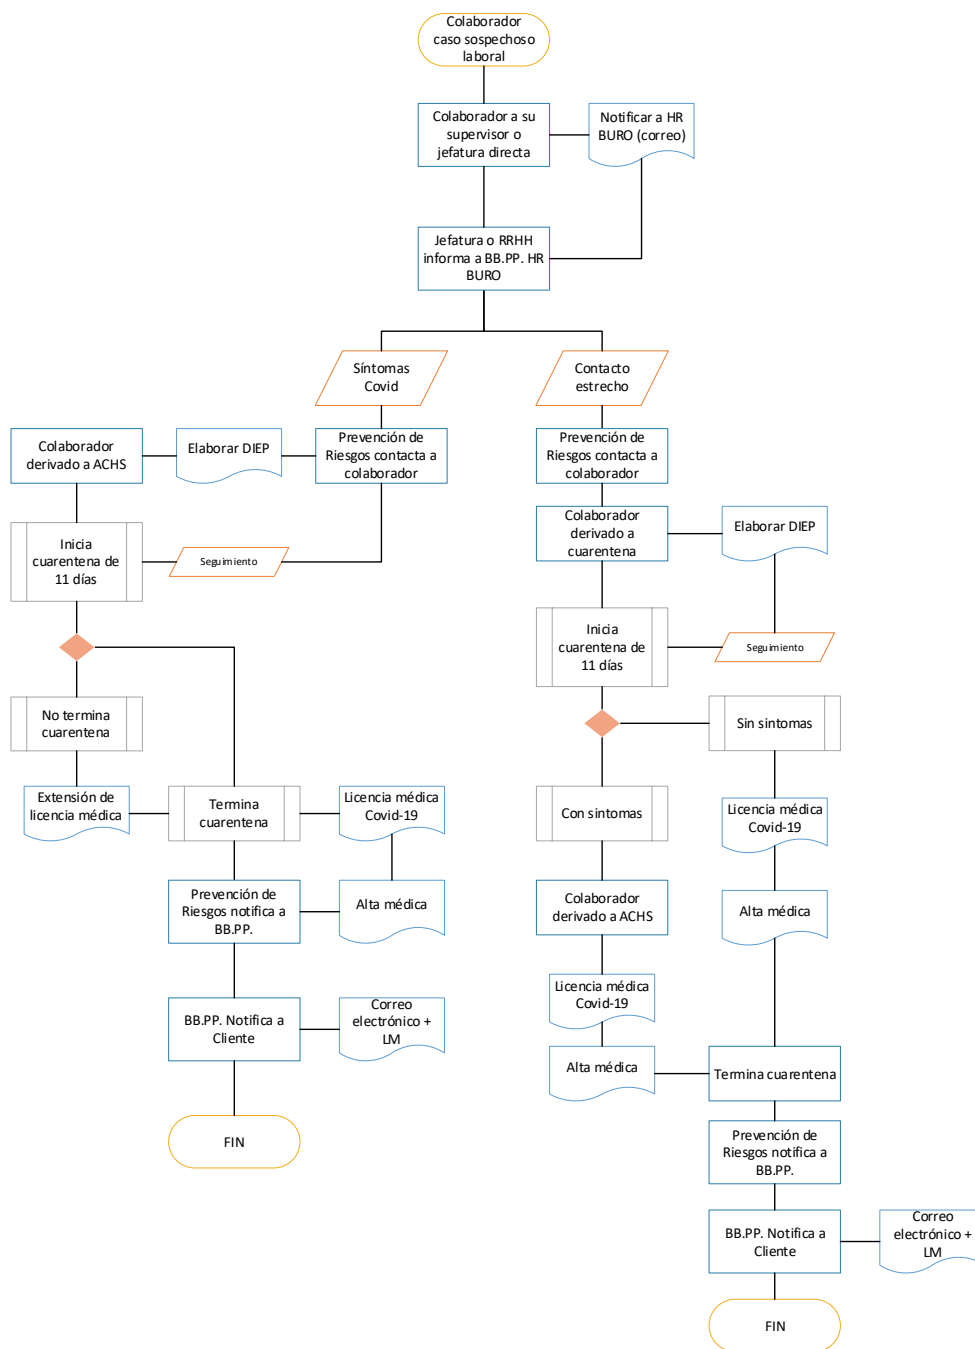 Colaborador
caso sospechoso
laboral
Colaborador a su
supervisor o
jefatura directa
Notificar a HR
BURO (correo)
Jefatura o RRHH
informa a BB.PP. HR
BURO
Síntomas
Covid
Contacto
estrecho
Colaborador
derivado a ACHS
Elaborar DIEP
Prevención de
Riesgos contacta a
colaborador
Prevención de
Riesgos contacta a
colaborador
Inicia
cuarentena de
11 días
Seguimiento
Colaborador
derivado a
cuarentena
Elaborar DIEP
Inicia
cuarentena de
11 días
Seguimiento
No termina
cuarentena
Sin sintomas
Extensión de
licencia médica
Termina
cuarentena
Licencia médica
Covid-19
Con sintomas
Licencia médica
Covid-19
Prevención de
Riesgos notifica a
BB.PP.
Alta médica
Colaborador
derivado a ACHS
Alta médica
BB.PP. Notifica a
Cliente
Correo
electrónico +
LM
Licencia médica
Covid-19
Alta médica
Termina cuarentena
FIN
Prevención de
Riesgos notifica a
BB.PP.
BB.PP. Notifica a
Cliente
Correo
electrónico +
LM
FIN